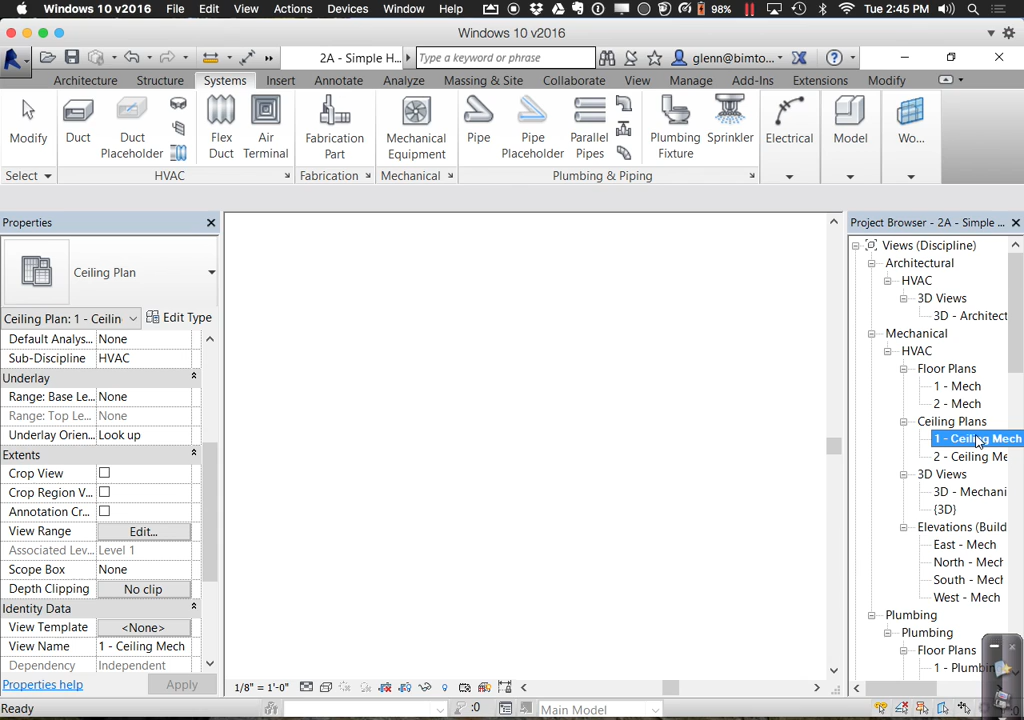 Windows 10 v2016 File Edit View Actions Devices Window Help 98% Tue 2:45 PM
Windows 10 v2016
2A - Simple H... Type a keyword or phrase glenn@bimto...
Architecture Structure Systems Insert Annotate Analyze Massing & Site Collaborate View Manage Add-Ins Extensions Modify
Modify Duct Duct Placeholder Flex Duct Air Terminal Fabrication Part Mechanical Equipment Pipe Pipe Placeholder Parallel Pipes Plumbing Fixture Sprinkler Electrical Model Wo...
Select HVAC Fabrication Mechanical Plumbing & Piping
Properties
Ceiling Plan
Ceiling Plan: 1 - Ceilin Edit Type
Default Analys... None
Sub-Discipline HVAC
Underlay
Range: Base Le... None
Range: Top Le... None
Underlay Orien... Look up
Extents
Crop View
Crop Region V...
Annotation Cr...
View Range Edit...
Associated Lev... Level 1
Scope Box None
Depth Clipping No clip
Identity Data
View Template <None>
View Name 1 - Ceiling Mech
Dependency Independent
Properties help Apply
1/8" = 1'-0"
Project Browser - 2A - Simple ...
Views (Discipline)
Architectural
HVAC
3D Views
3D - Architect
Mechanical
HVAC
Floor Plans
1 - Mech
2 - Mech
Ceiling Plans
1 - Ceiling Mech
2 - Ceiling Me
3D Views
3D - Mechani
{3D}
Elevations (Build
East - Mech
North - Mech
South - Mech
West - Mech
Plumbing
Plumbing
Floor Plans
1 - Plumbin
Ready :0 Main Model